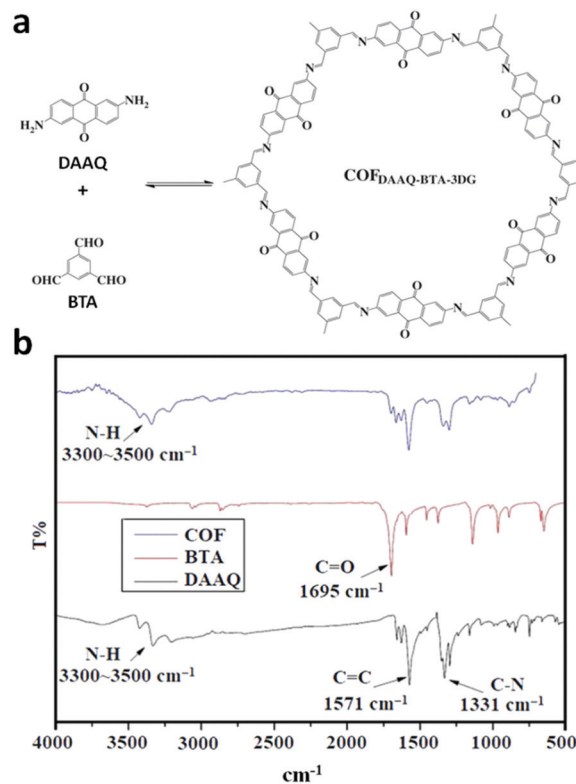 a
O
NH₂
H₂N
O
DAAQ
+
CHO
OHC
CHO
BTA
COF_DAAQ-BTA-3DG
O
O
N
N
N
N
O
O
O
O
N
N
N
N
O
O
O
O
N
N
N
N
O
O
b
N-H
3300~3500 cm⁻¹
COF
BTA
DAAQ
C=O
1695 cm⁻¹
N-H
3300~3500 cm⁻¹
C=C
1571 cm⁻¹
C-N
1331 cm⁻¹
T%
4000 3500 3000 2500 2000 1500 1000 500
cm⁻¹